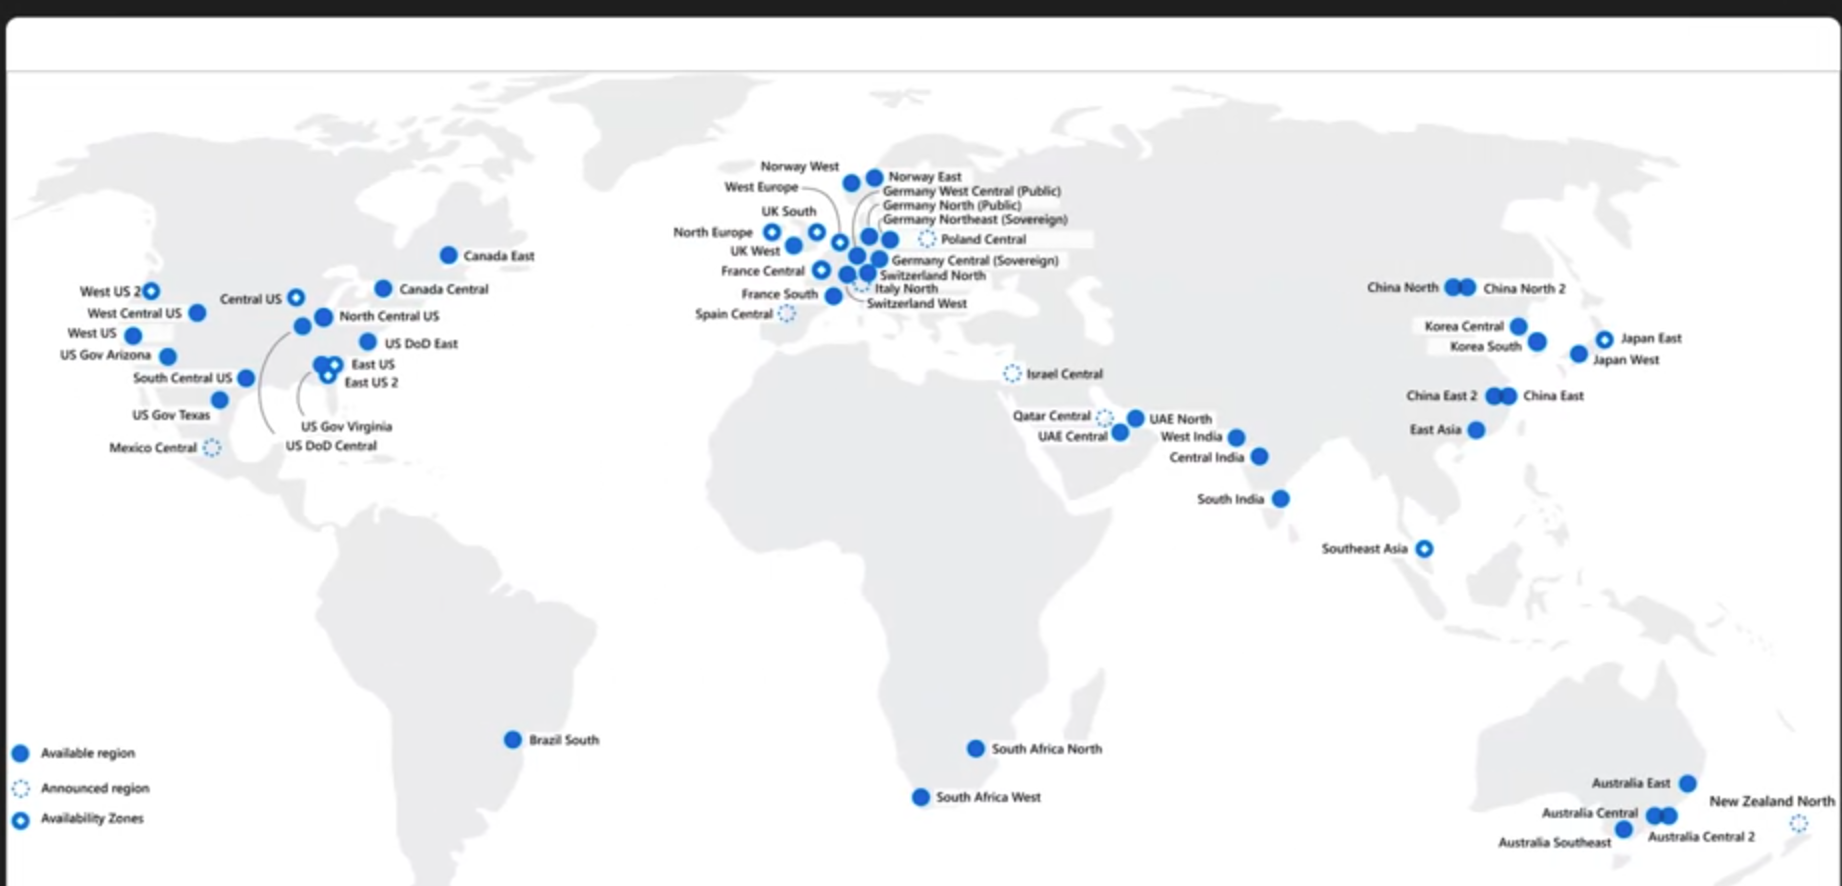 Norway West
Norway East
West Europe
Germany West Central (Public)
Germany North (Public)
UK South
Germany Northeast (Sovereign)
North Europe
Poland Central
UK West
Germany Central (Sovereign)
France Central
Switzerland North
Italy North
France South
Switzerland West
Spain Central
Canada East
West US 2
Canada Central
Central US
West Central US
North Central US
West US
US DoD East
US Gov Arizona
East US
South Central US
East US 2
US Gov Texas
US Gov Virginia
US DoD Central
Mexico Central
China North
China North 2
Korea Central
Japan East
Korea South
Japan West
Israel Central
China East 2
China East
Qatar Central
UAE North
East Asia
UAE Central
West India
Central India
South India
Southeast Asia
Brazil South
South Africa North
South Africa West
Available region
Announced region
Availability Zones
Australia East
New Zealand North
Australia Central
Australia Central 2
Australia Southeast